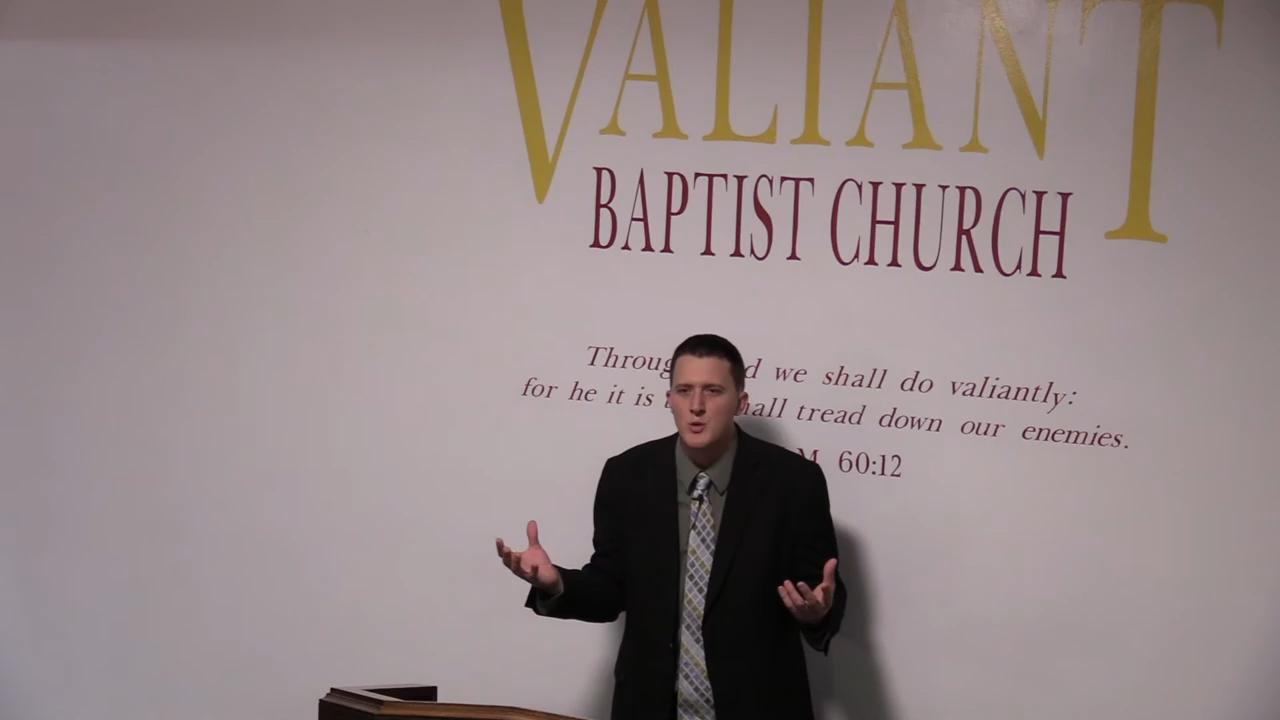 VALIANT
BAPTIST CHURCH
Throug d we shall do valiantly:
for he it is hall tread down our enemies.
M 60:12